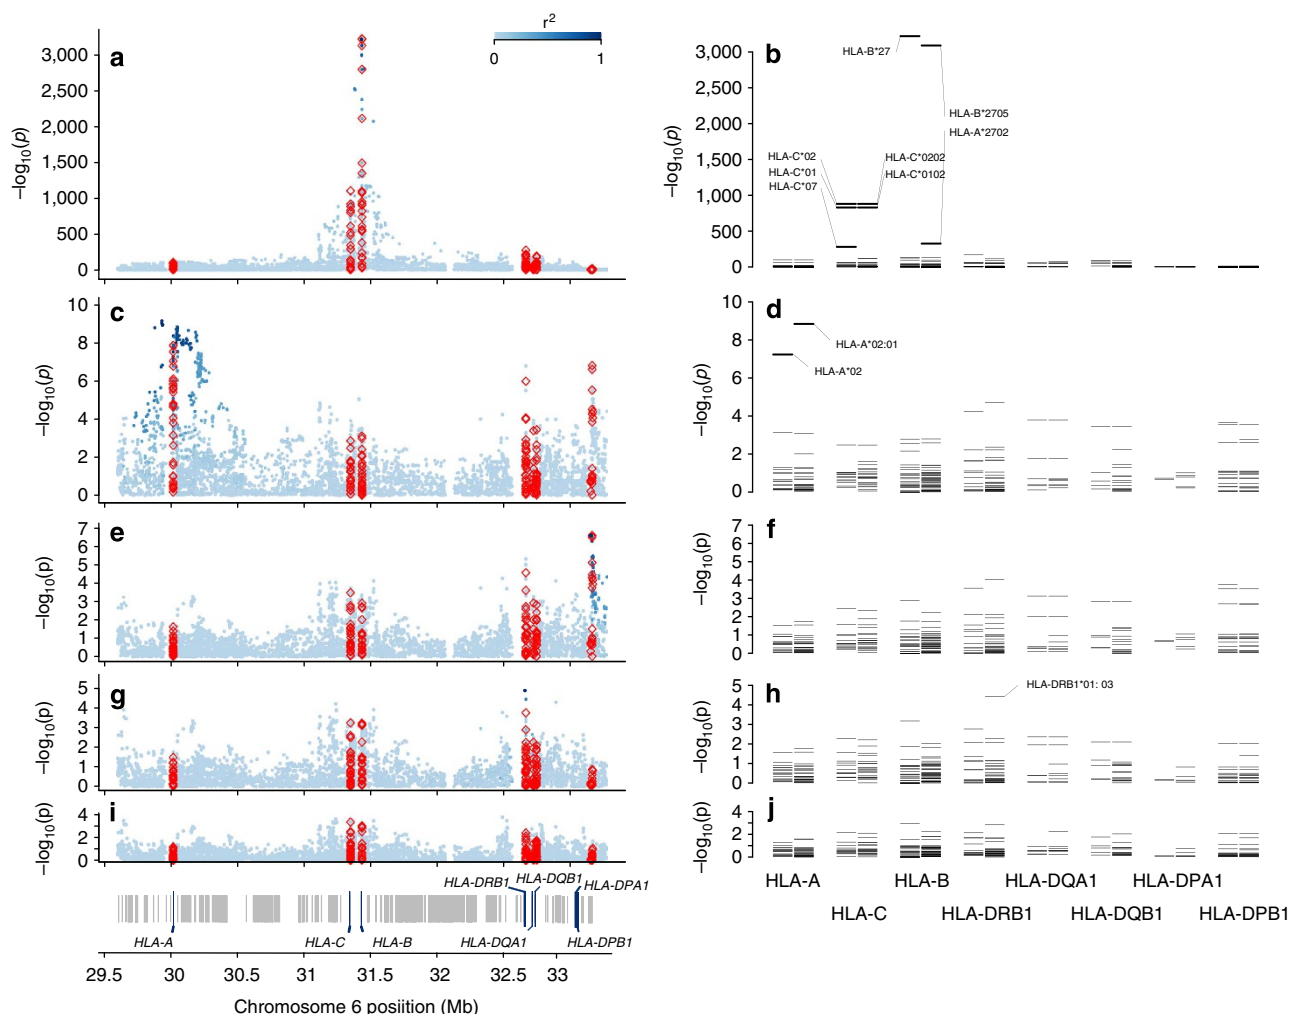 r2
0 1
a
3,000
2,500
2,000
1,500
1,000
500
0
−log10(p)
b
3,000
2,500
2,000
1,500
1,000
500
0
−log10(p)
HLA-B*27
HLA-B*2705
HLA-A*2702
HLA-C*02
HLA-C*01
HLA-C*07
HLA-C*0202
HLA-C*0102
c
10
8
6
4
2
0
−log10(p)
d
10
8
6
4
2
0
−log10(p)
HLA-A*02:01
HLA-A*02
e
7
6
5
4
3
2
1
0
−log10(p)
f
7
6
5
4
3
2
1
0
−log10(p)
g
5
4
3
2
1
0
−log10(p)
h
5
4
3
2
1
0
−log10(p)
HLA-DRB1*01: 03
i
4
2
0
−log10(p)
j
4
2
0
−log10(p)
HLA-DRB1 HLA-DQB1 HLA-DPA1
HLA-A HLA-C HLA-B HLA-DQA1 HLA-DPB1
29.5 30 30.5 31 31.5 32 32.5 33
Chromosome 6 posiition (Mb)
HLA-A HLA-B HLA-DQA1 HLA-DPA1
HLA-C HLA-DRB1 HLA-DQB1 HLA-DPB1